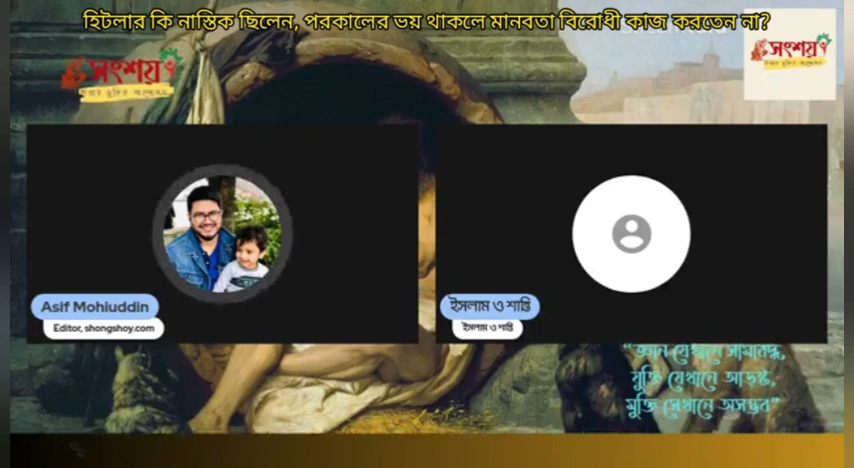 হিটলার কি নাস্তিক ছিলেন, পরকালের ভয় থাকলে মানবতা বিরোধী কাজ করতেন না?
সংশয়
সংশয়
Asif Mohiuddin
Editor, shongshoy.com
ইসলাম ও শান্তি
ইসলাম ও শান্তি
“জ্ঞান যেখানে সীমাবদ্ধ,
যুক্তি যেখানে আড়ষ্ট,
মুক্তি সেখানে অসম্ভব”